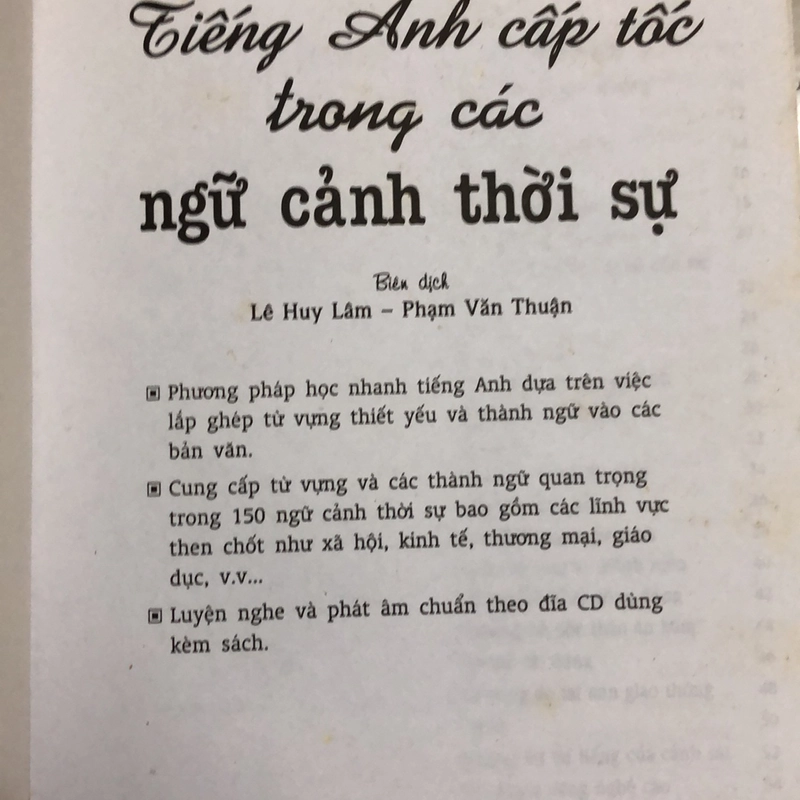 Tiếng Anh cấp tốc
trong các
ngữ cảnh thời sự
Biên dịch
Lê Huy Lâm – Phạm Văn Thuận
Phương pháp học nhanh tiếng Anh dựa trên việc
lắp ghép từ vựng thiết yếu và thành ngữ vào các
bản văn.
Cung cấp từ vựng và các thành ngữ quan trọng
trong 150 ngữ cảnh thời sự bao gồm các lĩnh vực
then chốt như xã hội, kinh tế, thương mại, giáo
dục, v.v...
Luyện nghe và phát âm chuẩn theo đĩa CD dùng
kèm sách.